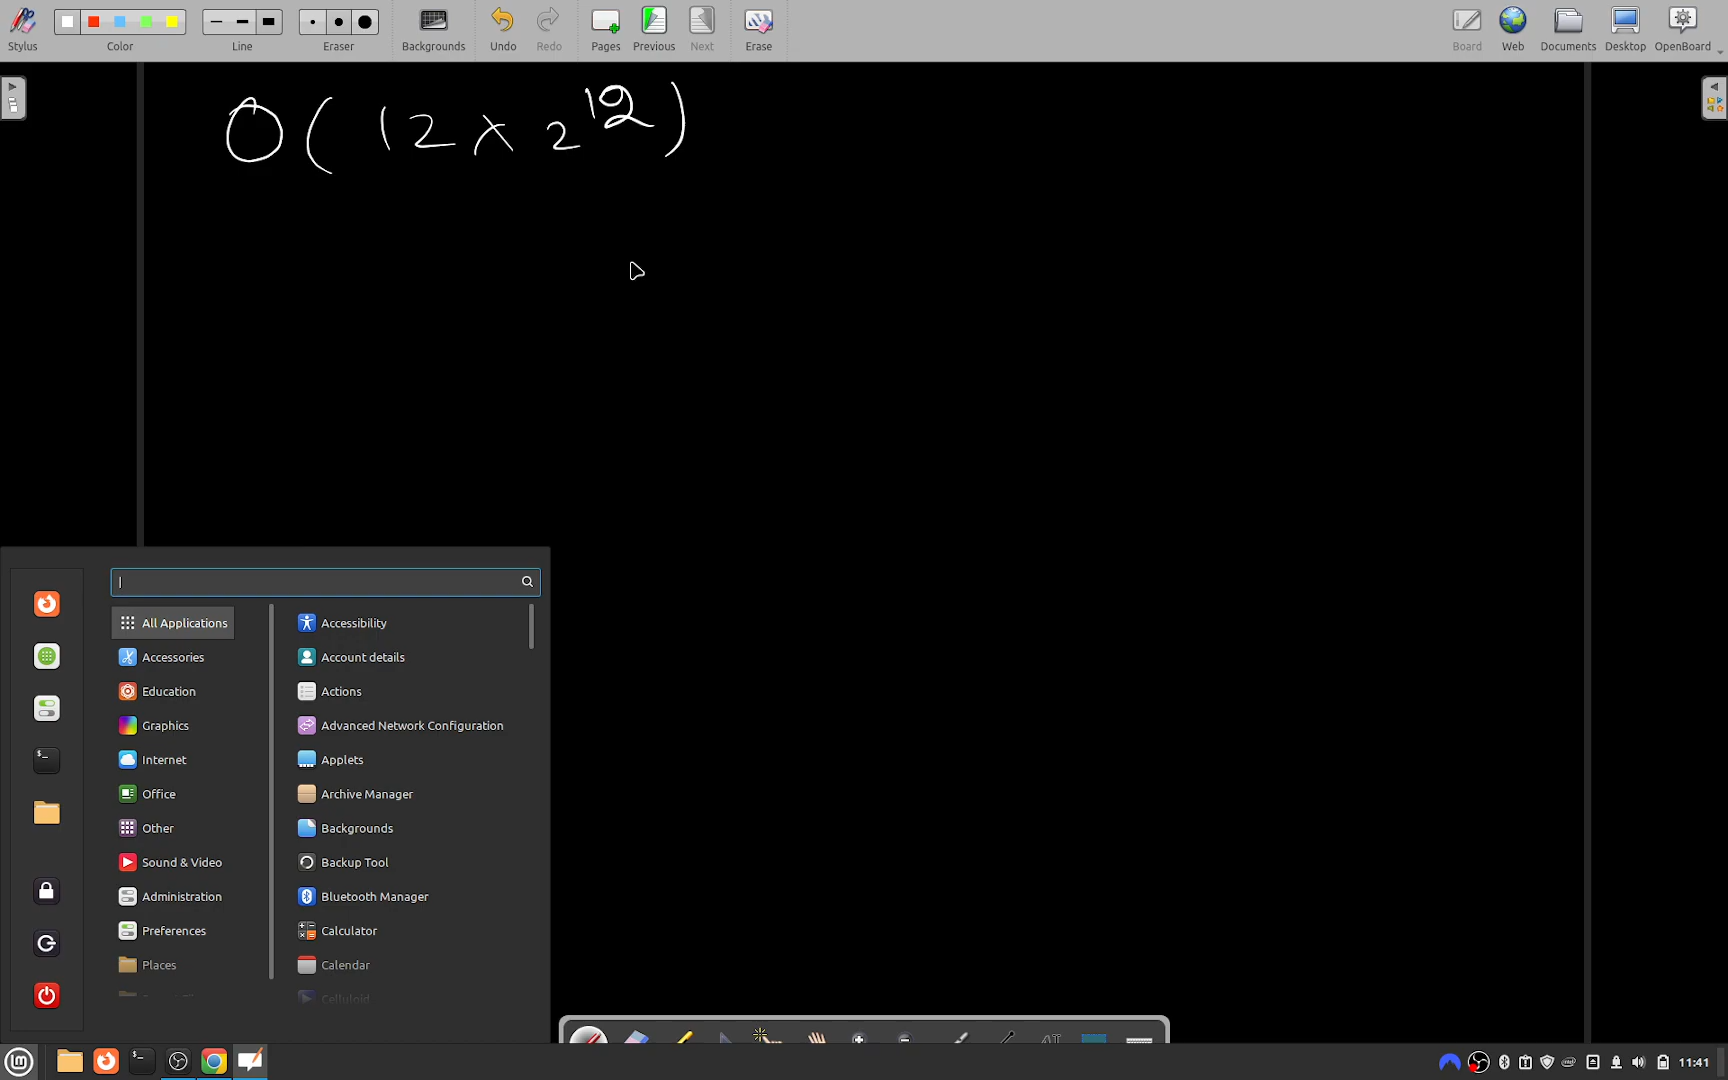 Stylus Color Line Eraser Backgrounds Undo Redo Pages Previous Next Erase Board Web Documents Desktop OpenBoard
O ( 12 x 2^12 )
All Applications
Accessories
Education
Graphics
Internet
Office
Other
Sound & Video
Administration
Preferences
Places
Accessibility
Account details
Actions
Advanced Network Configuration
Applets
Archive Manager
Backgrounds
Backup Tool
Bluetooth Manager
Calculator
Calendar
Celluloid
11:41